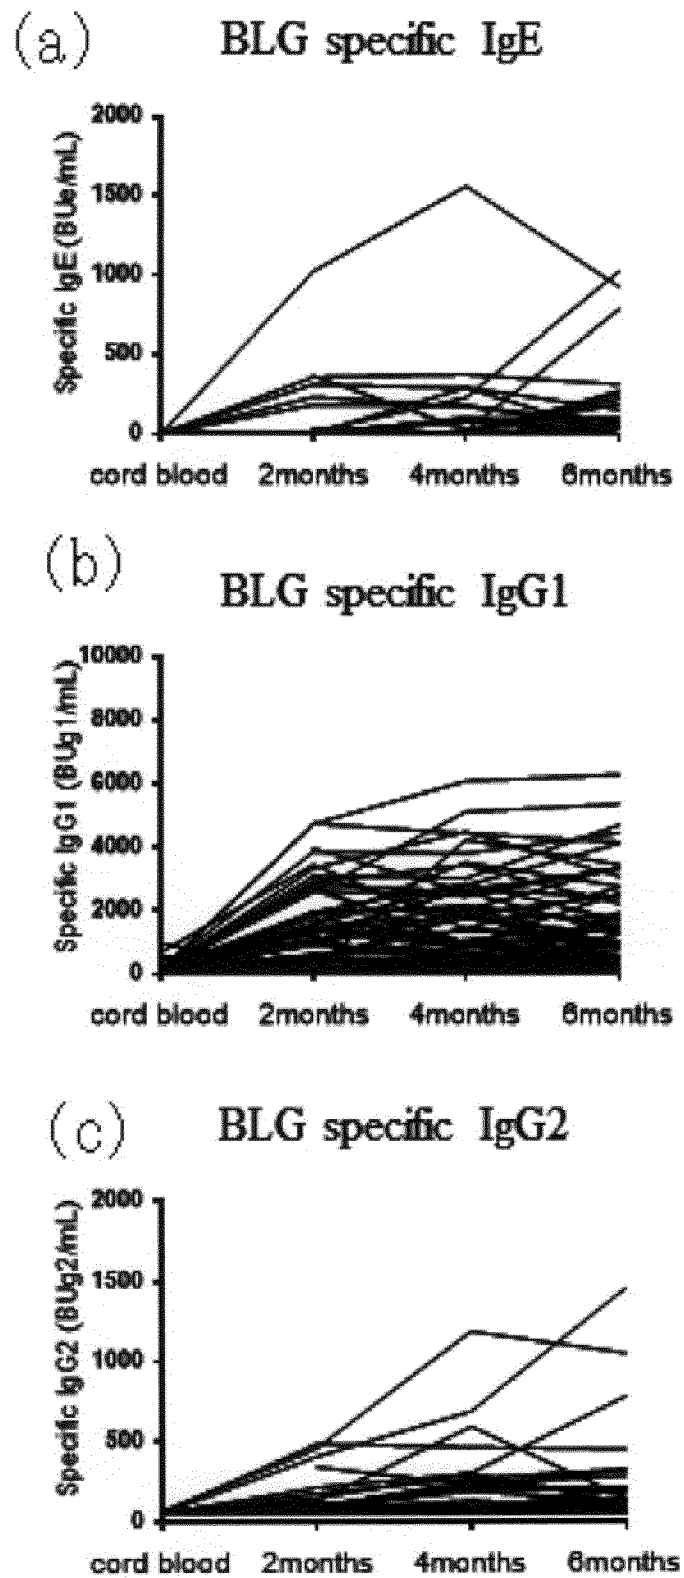 (a) BLG specific IgE
Specific IgE (BUe/mL)
2000
1500
1000
500
0
cord blood 2months 4months 6months
(b) BLG specific IgG1
Specific IgG1 (BUg1/mL)
10000
8000
6000
4000
2000
0
cord blood 2months 4months 6months
(c) BLG specific IgG2
Specific IgG2 (BUg2/mL)
2000
1500
1000
500
0
cord blood 2months 4months 6months